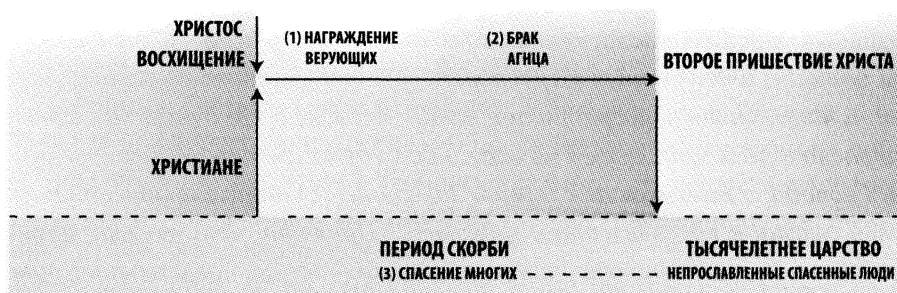 ХРИСТОС
ВОСХИЩЕНИЕ
(1) НАГРАЖДЕНИЕ
ВЕРУЮЩИХ
(2) БРАК
АГНЦА
ВТОРОЕ ПРИШЕСТВИЕ ХРИСТА
ХРИСТИАНЕ
ПЕРИОД СКОРБИ
(3) СПАСЕНИЕ МНОГИХ
ТЫСЯЧЕЛЕТНЕЕ ЦАРСТВО
НЕПРОСЛАВЛЕННЫЕ СПАСЕННЫЕ ЛЮДИ